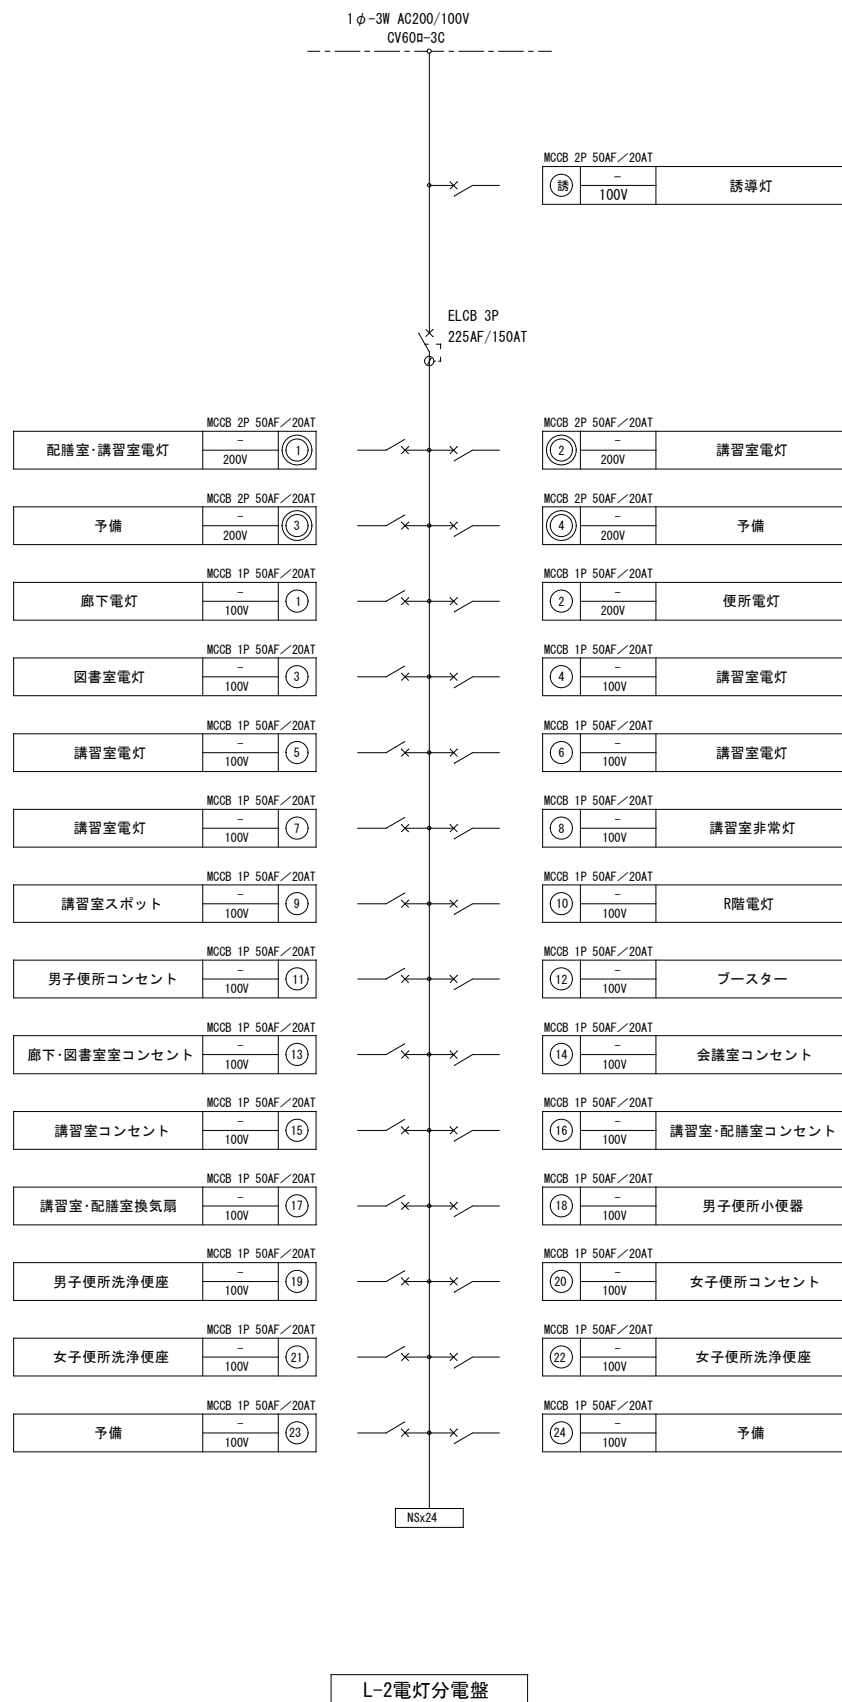 1φ-3W AC200/100V
CV60□-3C
MCCB 2P 50AF／20AT
誘 - 100V 誘導灯
ELCB 3P
225AF/150AT
MCCB 2P 50AF／20AT MCCB 2P 50AF／20AT
配膳室・講習室電灯 - 200V 1 2 - 200V 講習室電灯
MCCB 2P 50AF／20AT MCCB 2P 50AF／20AT
予備 - 200V 3 4 - 200V 予備
MCCB 1P 50AF／20AT MCCB 1P 50AF／20AT
廊下電灯 - 100V 1 2 - 200V 便所電灯
MCCB 1P 50AF／20AT MCCB 1P 50AF／20AT
図書室電灯 - 100V 3 4 - 100V 講習室電灯
MCCB 1P 50AF／20AT MCCB 1P 50AF／20AT
講習室電灯 - 100V 5 6 - 100V 講習室電灯
MCCB 1P 50AF／20AT MCCB 1P 50AF／20AT
講習室電灯 - 100V 7 8 - 100V 講習室非常灯
MCCB 1P 50AF／20AT MCCB 1P 50AF／20AT
講習室スポット - 100V 9 10 - 100V R階電灯
MCCB 1P 50AF／20AT MCCB 1P 50AF／20AT
男子便所コンセント - 100V 11 12 - 100V ブースター
MCCB 1P 50AF／20AT MCCB 1P 50AF／20AT
廊下・図書室室コンセント - 100V 13 14 - 100V 会議室コンセント
MCCB 1P 50AF／20AT MCCB 1P 50AF／20AT
講習室コンセント - 100V 15 16 - 100V 講習室・配膳室コンセント
MCCB 1P 50AF／20AT MCCB 1P 50AF／20AT
講習室・配膳室換気扇 - 100V 17 18 - 100V 男子便所小便器
MCCB 1P 50AF／20AT MCCB 1P 50AF／20AT
男子便所洗浄便座 - 100V 19 20 - 100V 女子便所コンセント
MCCB 1P 50AF／20AT MCCB 1P 50AF／20AT
女子便所洗浄便座 - 100V 21 22 - 100V 女子便所洗浄便座
MCCB 1P 50AF／20AT MCCB 1P 50AF／20AT
予備 - 100V 23 24 - 100V 予備
NSx24
L-2電灯分電盤